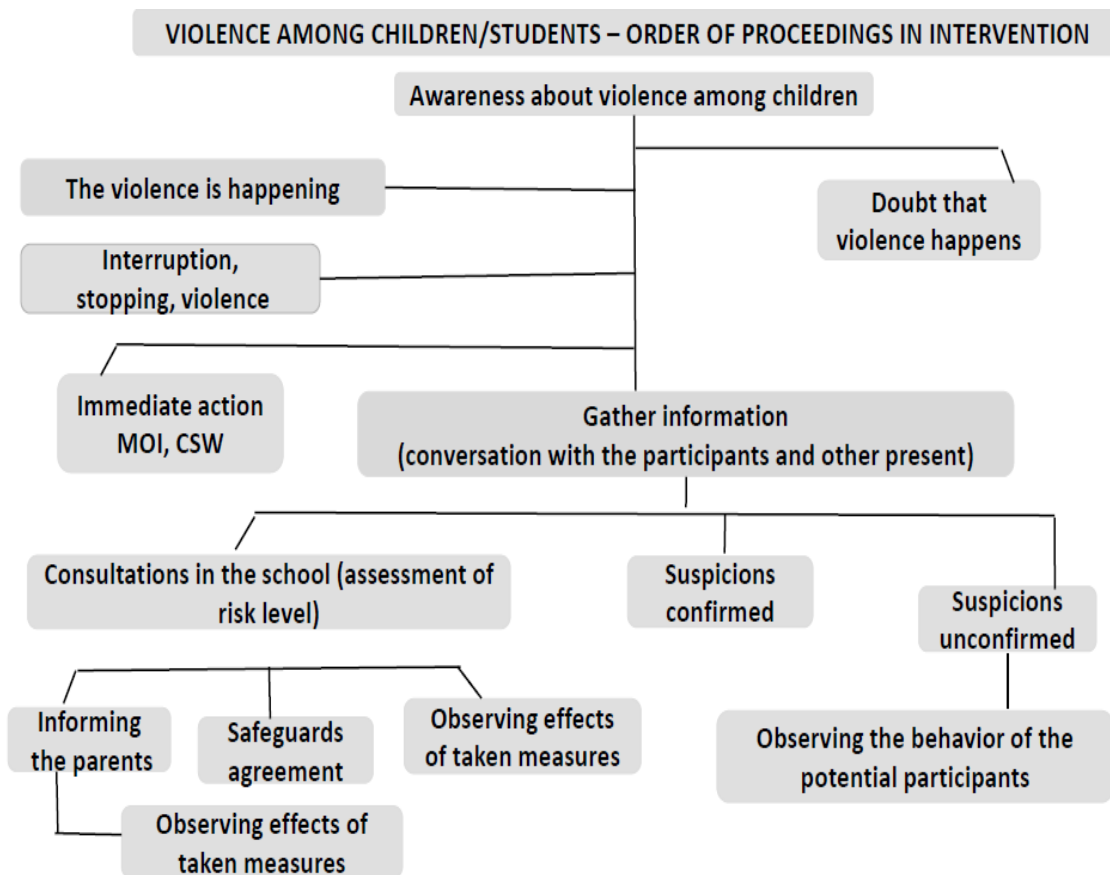 VIOLENCE AMONG CHILDREN/STUDENTS – ORDER OF PROCEEDINGS IN INTERVENTION
Awareness about violence among children
The violence is happening
Doubt that
violence happens
Interruption,
stopping, violence
Immediate action
MOI, CSW
Gather information
(conversation with the participants and other present)
Consultations in the school (assessment of
risk level)
Suspicions
confirmed
Suspicions
unconfirmed
Informing
the parents
Safeguards
agreement
Observing effects
of taken measures
Observing the behavior of the
potential participants
Observing effects of
taken measures